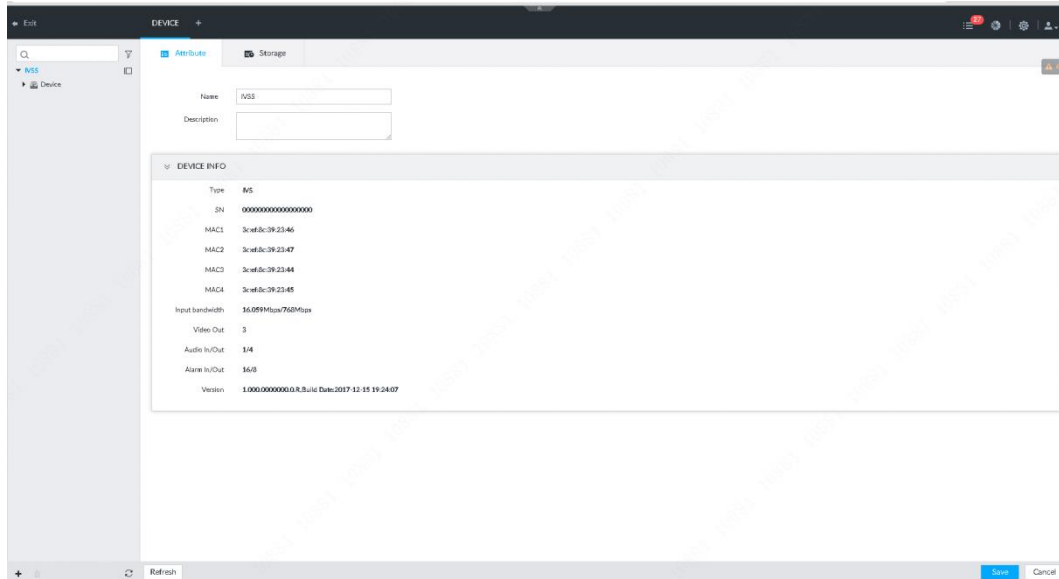 Exit
DEVICE +
27
Attribute
Storage
IVSS
Device
Name IVSS
Description
DEVICE INFO
Type IVS
SN 000000000000000000
MAC1 3c:ef:8c:39:23:46
MAC2 3c:ef:8c:39:23:47
MAC3 3c:ef:8c:39:23:44
MAC4 3c:ef:8c:39:23:45
Input bandwidth 16.059Mbps/768Mbps
Video Out 3
Audio In/Out 1/4
Alarm In/Out 16/8
Version 1.000.0000000.0.R,Build Date:2017-12-15 19:24:07
Refresh
Save
Cancel